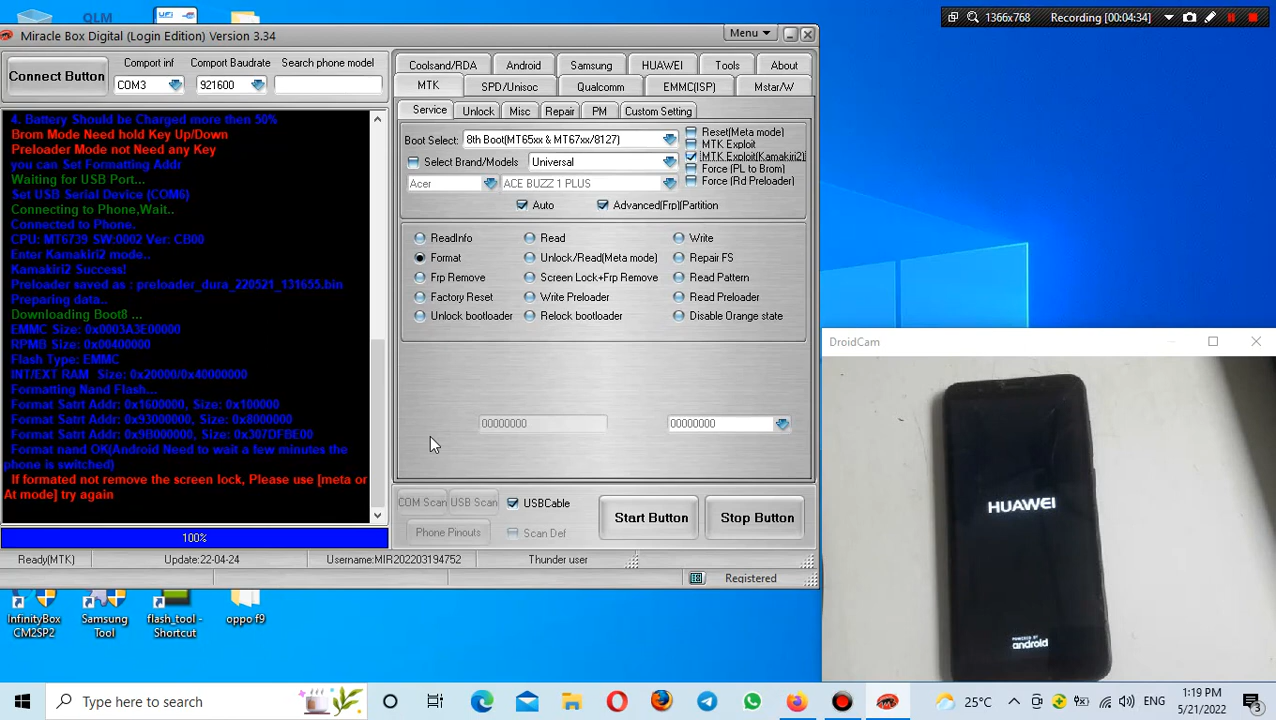 QLM
UFi
1366x768
Recording [00:04:34]
Miracle Box Digital (Login Edition) Version 3.34
Menu
Connect Button
Comport inf
Comport Baudrate
Search phone model
COM3
921600
4. Battery Should be Charged more then 50%
Brom Mode Need hold Key Up/Down
Preloader Mode not Need any Key
you can Set Formatting Addr
Waiting for USB Port...
Set USB Serial Device (COM6)
Connecting to Phone,Wait..
Connected to Phone.
CPU: MT6739 SW:0002 Ver: CB00
Enter Kamakiri2 mode..
Kamakiri2 Success!
Preloader saved as : preloader_dura_220521_131655.bin
Preparing data..
Downloading Boot8 ...
EMMC Size: 0x0003A3E00000
RPMB Size: 0x00400000
Flash Type: EMMC
INT/EXT RAM Size: 0x20000/0x40000000
Formatting Nand Flash...
Format Satrt Addr: 0x1600000, Size: 0x100000
Format Satrt Addr: 0x93000000, Size: 0x8000000
Format Satrt Addr: 0x9B000000, Size: 0x307DFBE00
Format nand OK(Android Need to wait a few minutes the
phone is switched)
If formated not remove the screen lock, Please use [meta or
At mode] try again
100%
Coolsand/RDA
Android
Samsung
HUAWEI
Tools
About
MTK
SPD/Unisoc
Qualcomm
EMMC(ISP)
Mstar/W
Service
Unlock
Misc
Repair
PM
Custom Setting
Boot Select:
8th Boot(MT65xx & MT67xx/8127)
Select Brand/Models
Universal
Acer
ACE BUZZ 1 PLUS
Reset(Meta mode)
MTK Exploit
MTK Exploit(Kamakiri2)
Force (PL to Brom)
Force (Rd Preloader)
Auto
Advanced(Frp)(Partition
ReadInfo
Read
Write
Format
Unlock/Read(Meta mode)
Repair FS
Frp Remove
Screen Lock+Frp Remove
Read Pattern
Factory Reset
Write Preloader
Read Preloader
Unlock bootloader
Relock bootloader
Disable Orange state
00000000
00000000
COM Scan
USB Scan
USBCable
Phone Pinouts
Scan Def
Start Button
Stop Button
Ready(MTK)
Update:22-04-24
Username:MIR202203194752
Thunder user
Registered
DroidCam
HUAWEI
POWERED BY
android
InfinityBox
CM2SP2
Samsung
Tool
flash_tool -
Shortcut
oppo f9
Type here to search
25°C
ENG
1:19 PM
5/21/2022
3